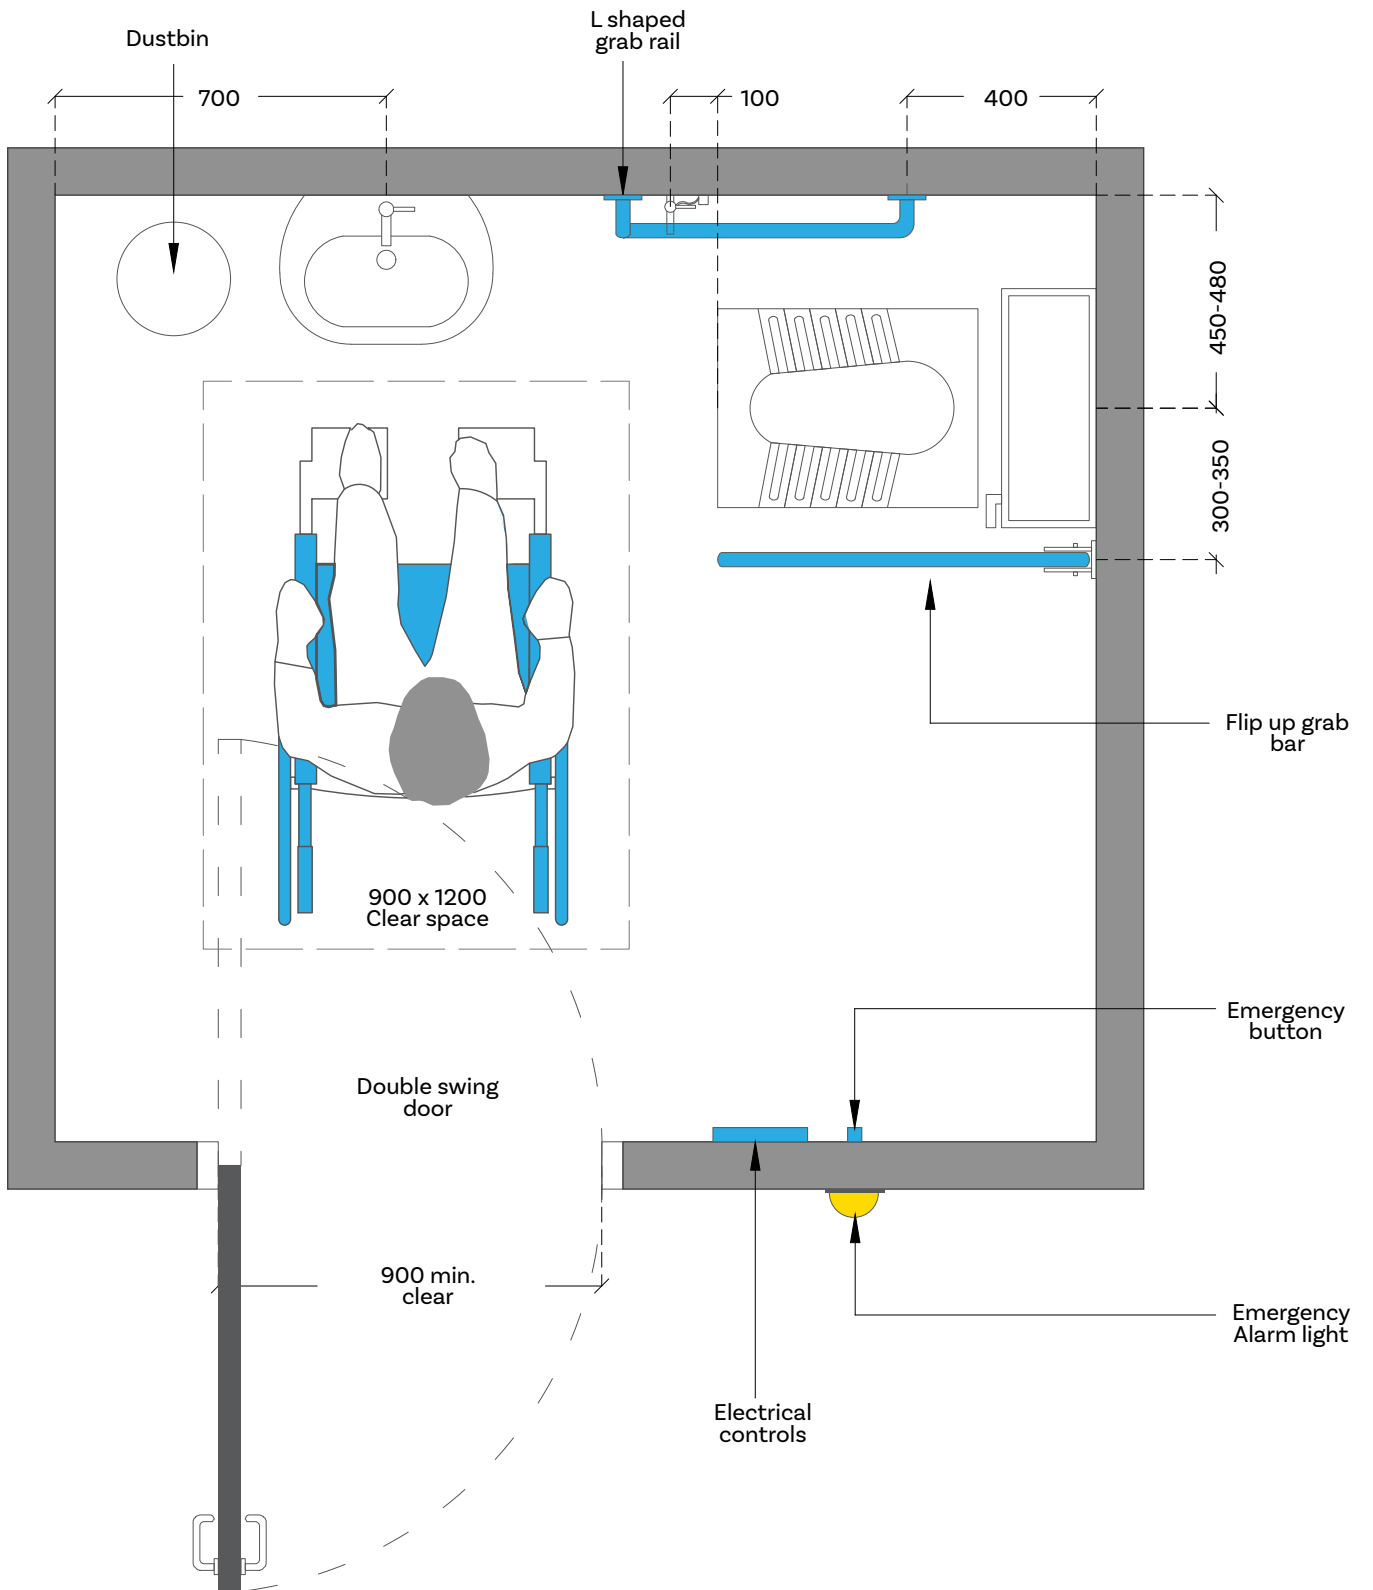 L shaped
grab rail
Dustbin
700
100
400
450-480
300-350
Flip up grab
bar
900 x 1200
Clear space
Emergency
button
Double swing
door
900 min.
clear
Emergency
Alarm light
Electrical
controls